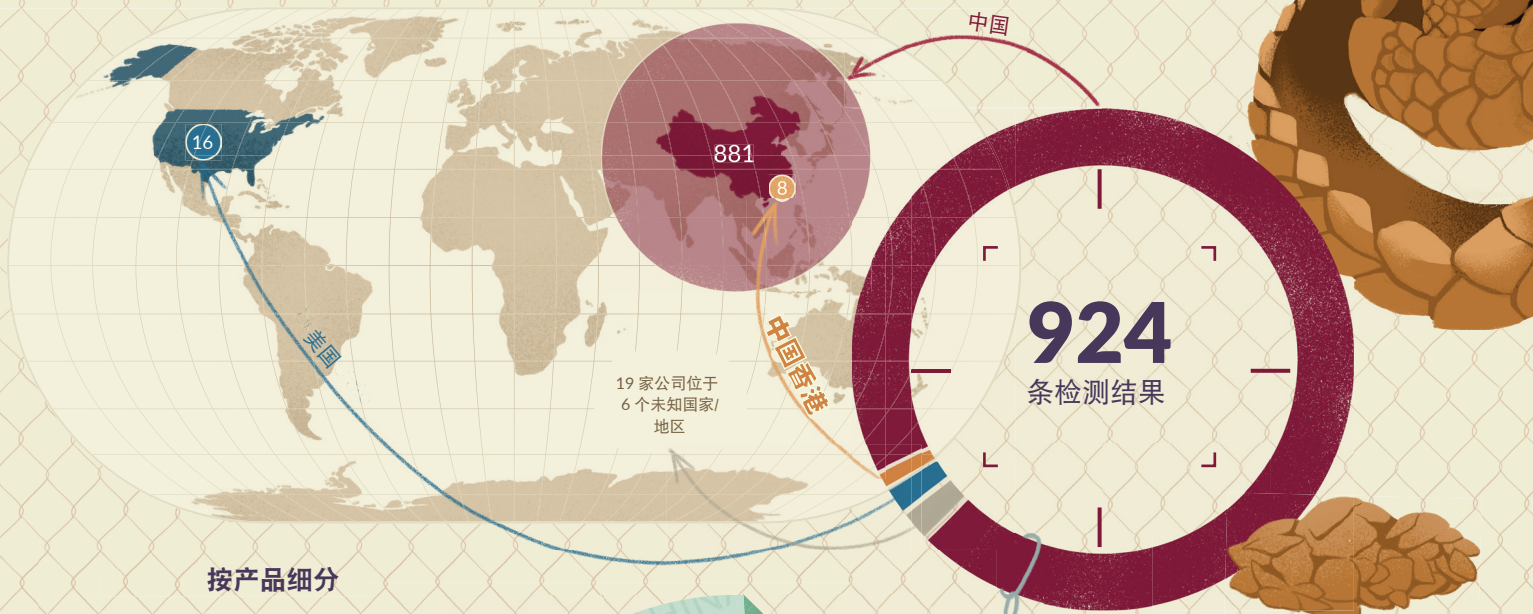 中国
16
881
8
924
条检测结果
美国
中国香港
19 家公司位于
6 个未知国家/
地区
按产品细分